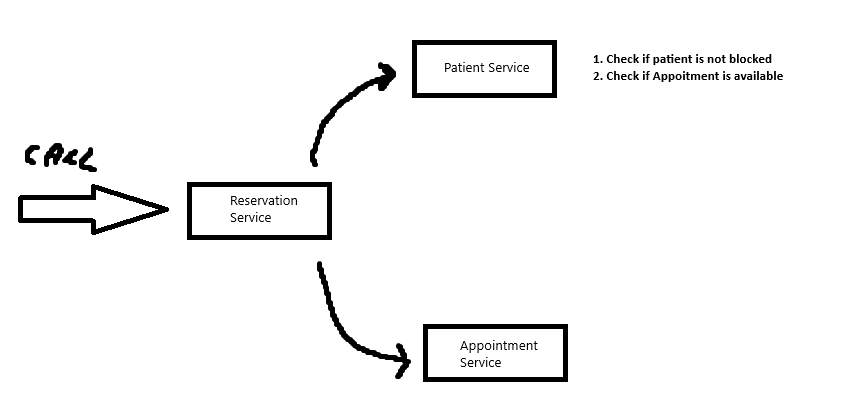 Patient Service
1. Check if patient is not blocked
2. Check if Appoitment is available
CALL
Reservation
Service
Appointment
Service